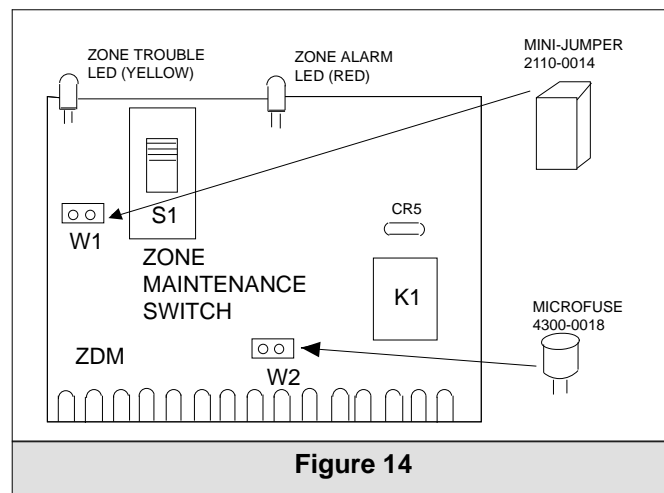 ZONE TROUBLE
LED (YELLOW)
ZONE ALARM
LED (RED)
MINI-JUMPER
2110-0014
S1
W1
CR5
ZONE
MAINTENANCE
SWITCH
K1
MICROFUSE
4300-0018
ZDM
W2
Figure 14